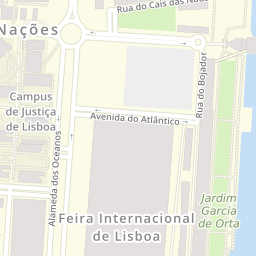 Rua do Cais das Naus
Nações
Rua do Bojador
Campus
de Justiça
de Lisboa
Avenida do Atlântico
Alameda dos Oceanos
Jardim
Garcia
de Orta
Feira Internacional
de Lisboa